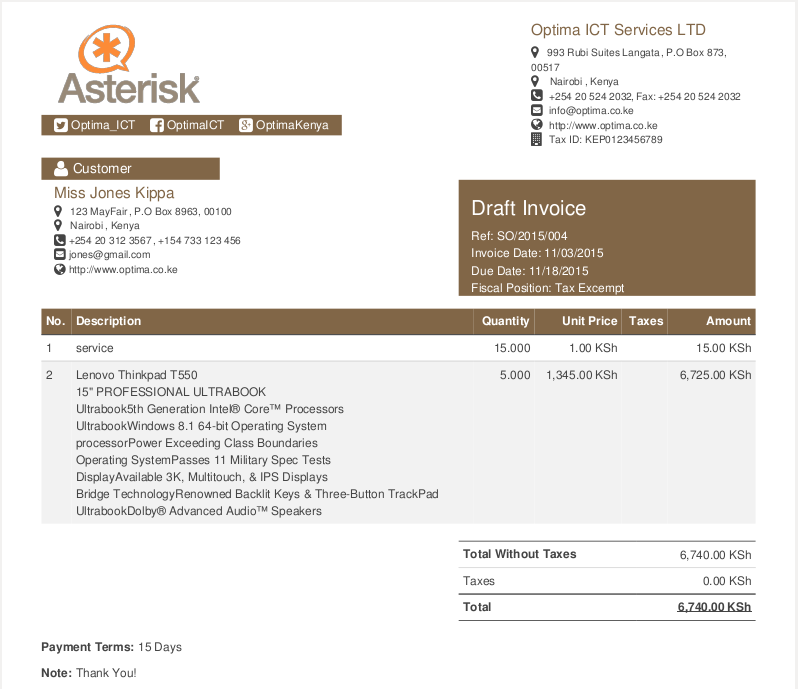 Asterisk®
Optima_ICT OptimaICT OptimaKenya
Optima ICT Services LTD
993 Rubi Suites Langata, P.O Box 873,
00517
Nairobi , Kenya
+254 20 524 2032, Fax: +254 20 524 2032
info@optima.co.ke
http://www.optima.co.ke
Tax ID: KEP0123456789
Customer
Miss Jones Kippa
123 MayFair, P.O Box 8963, 00100
Nairobi , Kenya
+254 20 312 3567, +154 733 123 456
jones@gmail.com
http://www.optima.co.ke
Draft Invoice
Ref: SO/2015/004
Invoice Date: 11/03/2015
Due Date: 11/18/2015
Fiscal Position: Tax Excempt
No. Description Quantity Unit Price Taxes Amount
1 service 15.000 1.00 KSh 15.00 KSh
2 Lenovo Thinkpad T550 5.000 1,345.00 KSh 6,725.00 KSh
15" PROFESSIONAL ULTRABOOK
Ultrabook5th Generation Intel® Core™ Processors
UltrabookWindows 8.1 64-bit Operating System
processorPower Exceeding Class Boundaries
Operating SystemPasses 11 Military Spec Tests
DisplayAvailable 3K, Multitouch, & IPS Displays
Bridge TechnologyRenowned Backlit Keys & Three-Button TrackPad
UltrabookDolby® Advanced Audio™ Speakers
Total Without Taxes 6,740.00 KSh
Taxes 0.00 KSh
Total 6,740.00 KSh
Payment Terms: 15 Days
Note: Thank You!